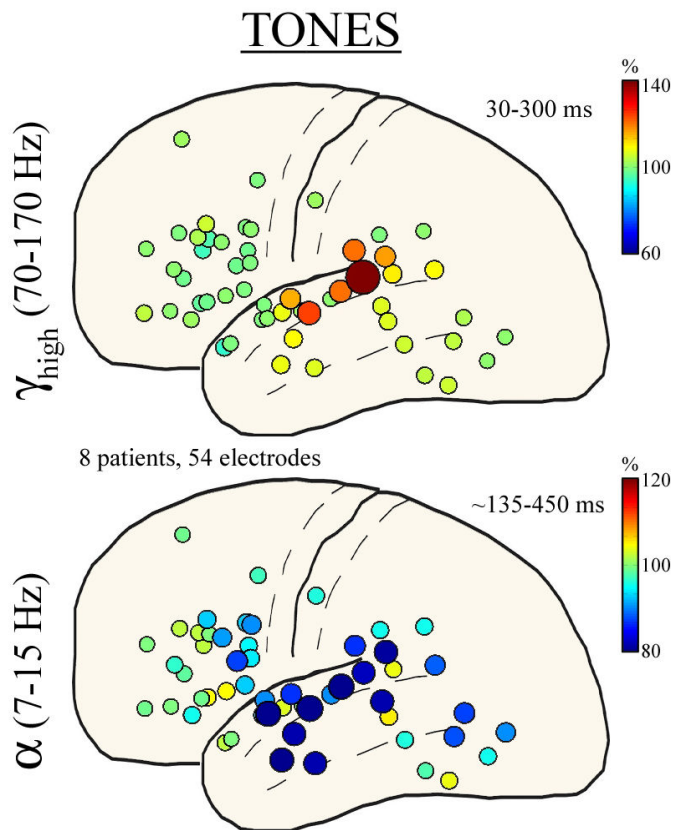 TONES
γhigh (70-170 Hz)
30-300 ms
%
140
100
60
8 patients, 54 electrodes
α (7-15 Hz)
~135-450 ms
%
120
100
80